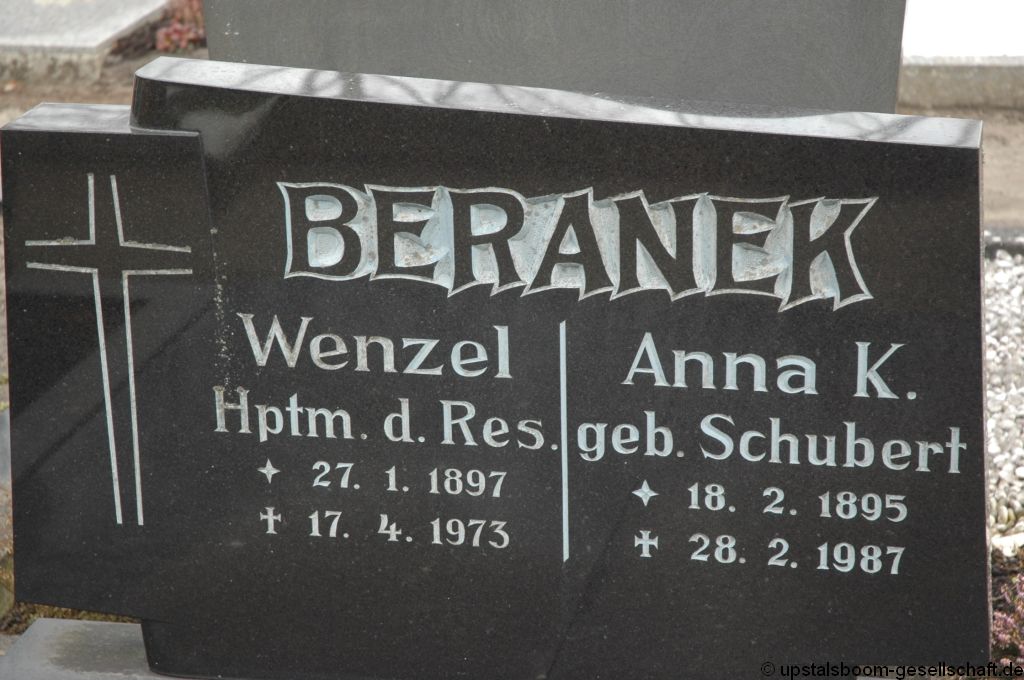 BERANEK
Wenzel
Hptm. d. Res.
27. 1. 1897
17. 4. 1973
Anna K.
geb. Schubert
18. 2. 1895
28. 2. 1987
© upstalsboom-gesellschaft.de